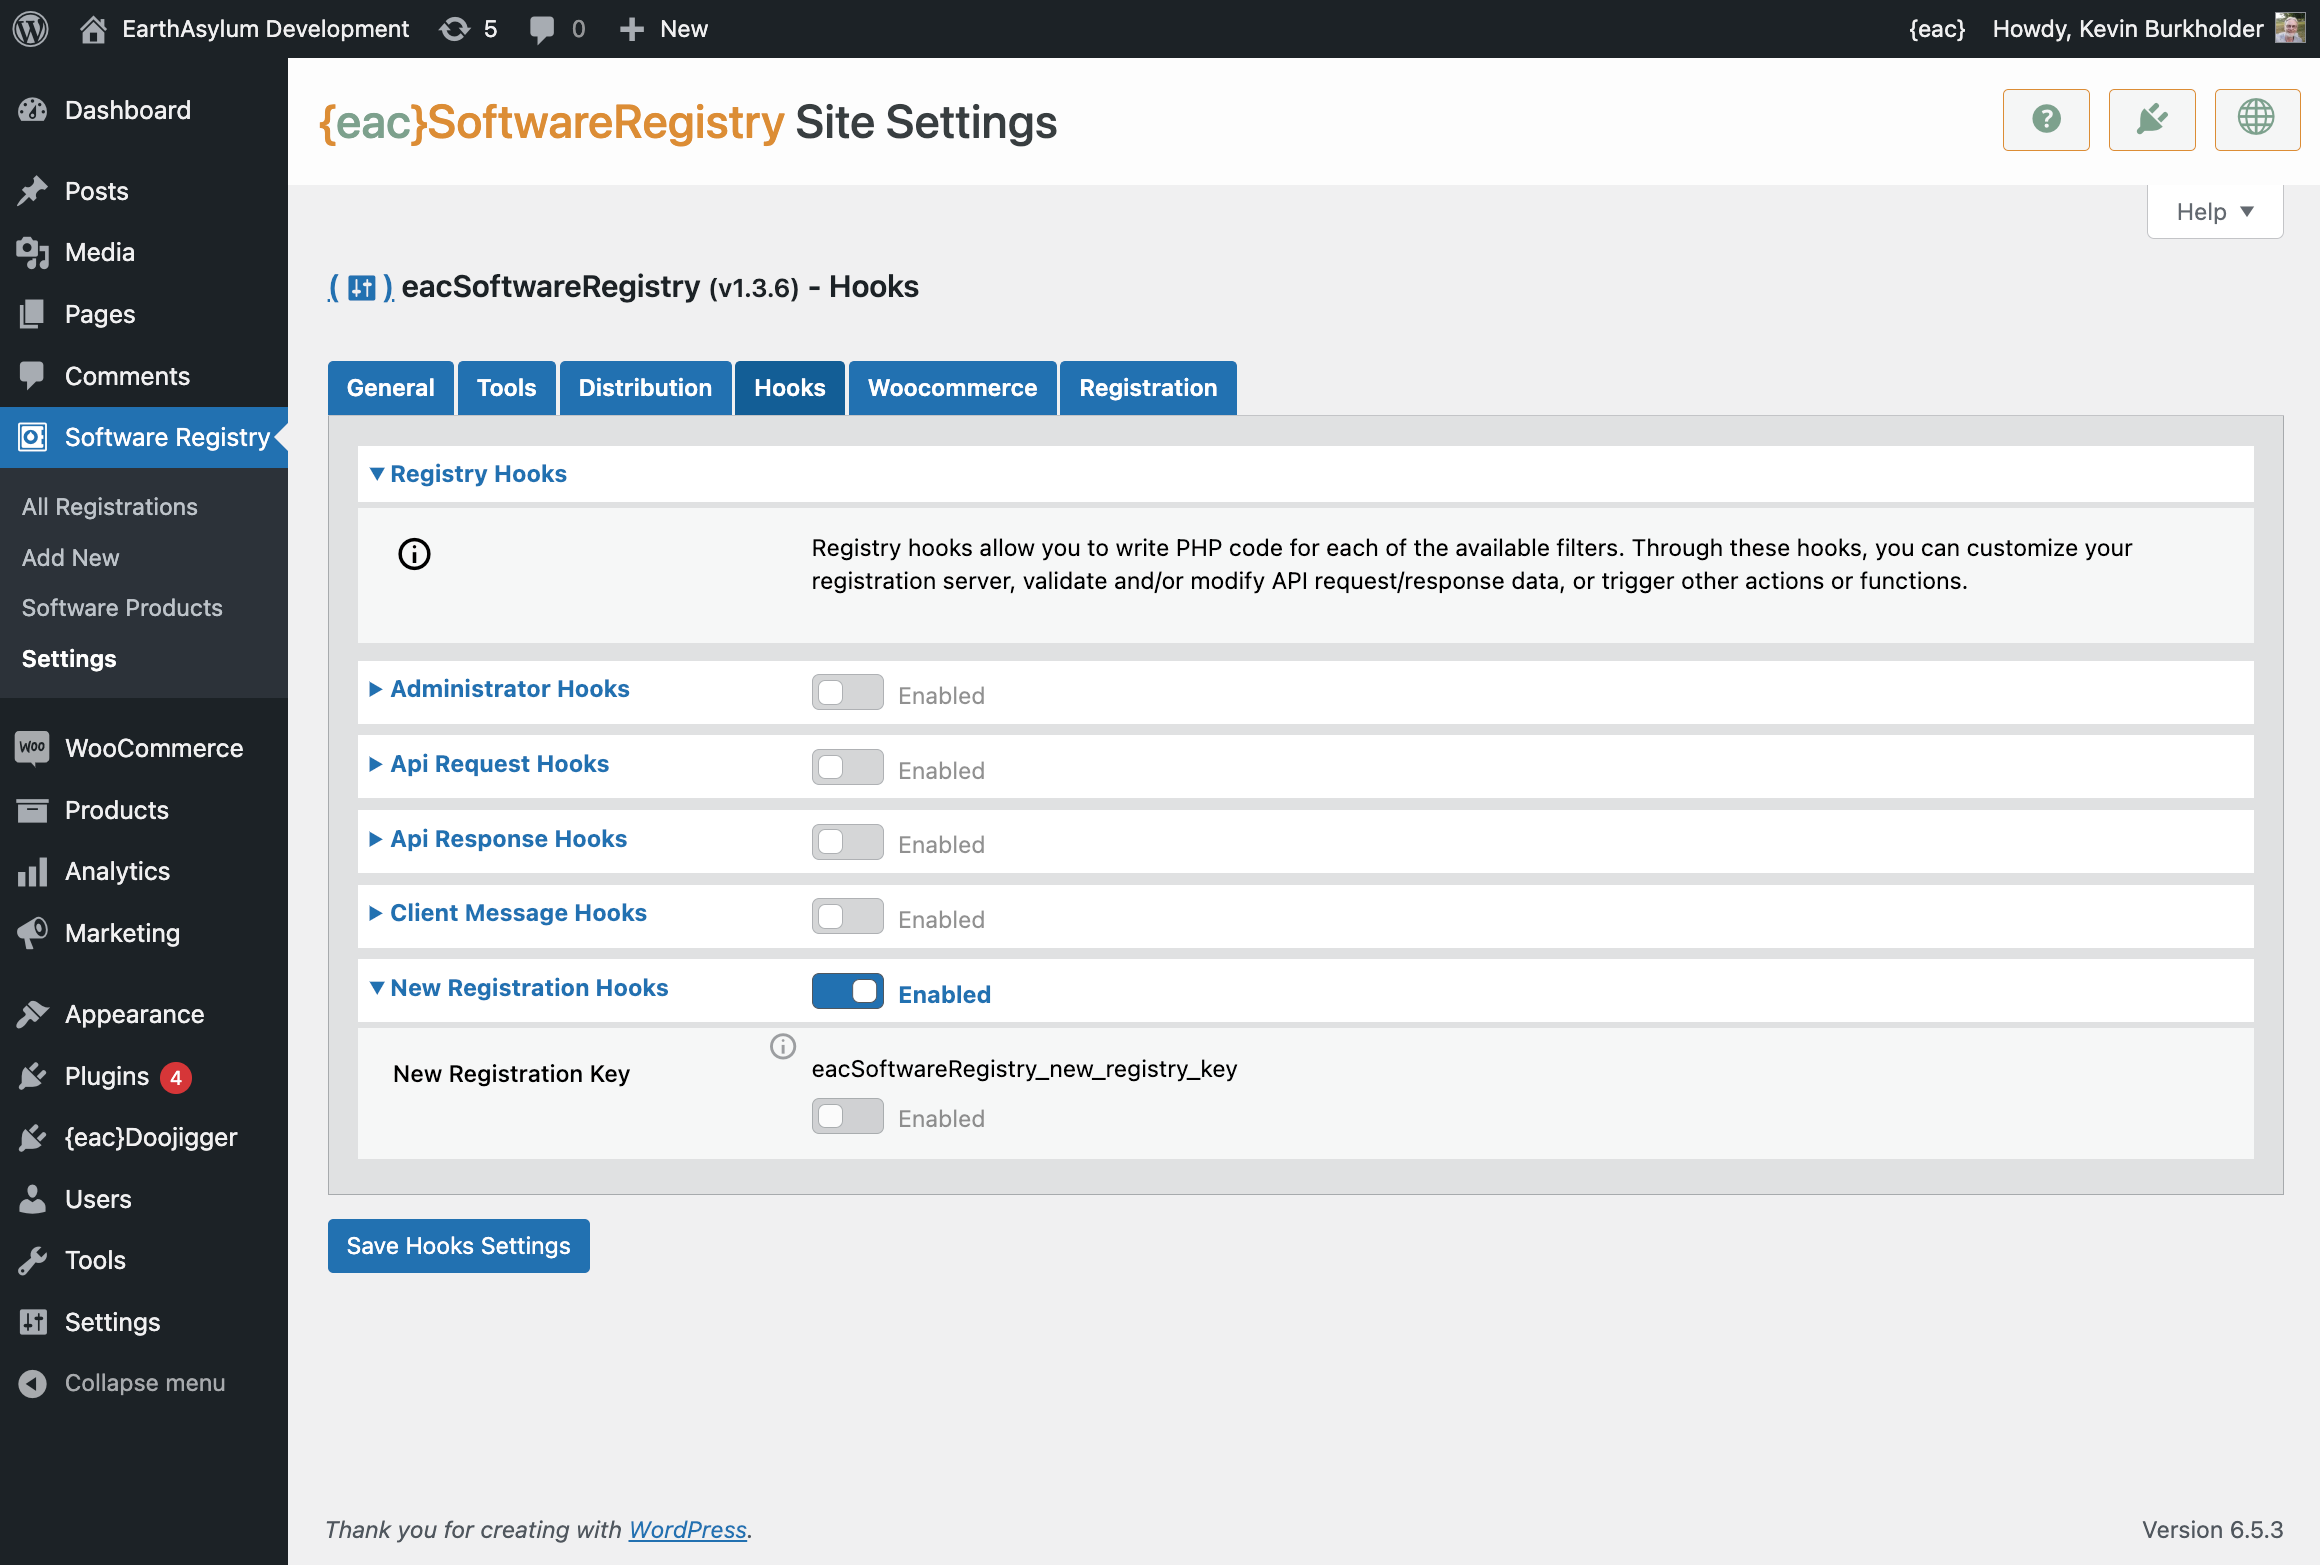 EarthAsylum Development 5 0 New {eac} Howdy, Kevin Burkholder
Dashboard
Posts
Media
Pages
Comments
Software Registry
All Registrations
Add New
Software Products
Settings
Woo WooCommerce
Products
Analytics
Marketing
Appearance
Plugins 4
{eac}Doojigger
Users
Tools
Settings
Collapse menu
{eac}SoftwareRegistry Site Settings
Help
eacSoftwareRegistry (v1.3.6) - Hooks
General Tools Distribution Hooks Woocommerce Registration
Registry Hooks
Registry hooks allow you to write PHP code for each of the available filters. Through these hooks, you can customize your
registration server, validate and/or modify API request/response data, or trigger other actions or functions.
Administrator Hooks Enabled
Api Request Hooks Enabled
Api Response Hooks Enabled
Client Message Hooks Enabled
New Registration Hooks Enabled
New Registration Key eacSoftwareRegistry_new_registry_key
Enabled
Save Hooks Settings
Thank you for creating with WordPress. Version 6.5.3